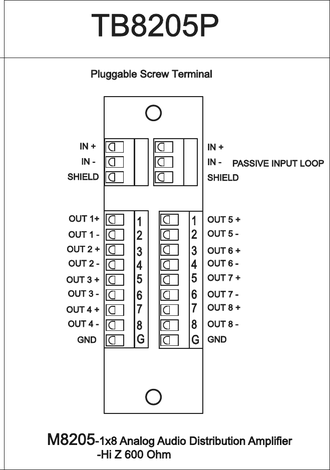 TB8205P
Pluggable Screw Terminal
IN + IN +
IN - IN - PASSIVE INPUT LOOP
SHIELD SHIELD
OUT 1+ 1 1 OUT 5 +
OUT 1 - 2 2 OUT 5 -
OUT 2 + 3 3 OUT 6 +
OUT 2 - 4 4 OUT 6 -
OUT 3 + 5 5 OUT 7 +
OUT 3 - 6 6 OUT 7 -
OUT 4 + 7 7 OUT 8 +
OUT 4 - 8 8 OUT 8 -
GND G G GND
M8205-1x8 Analog Audio Distribution Amplifier
-Hi Z 600 Ohm